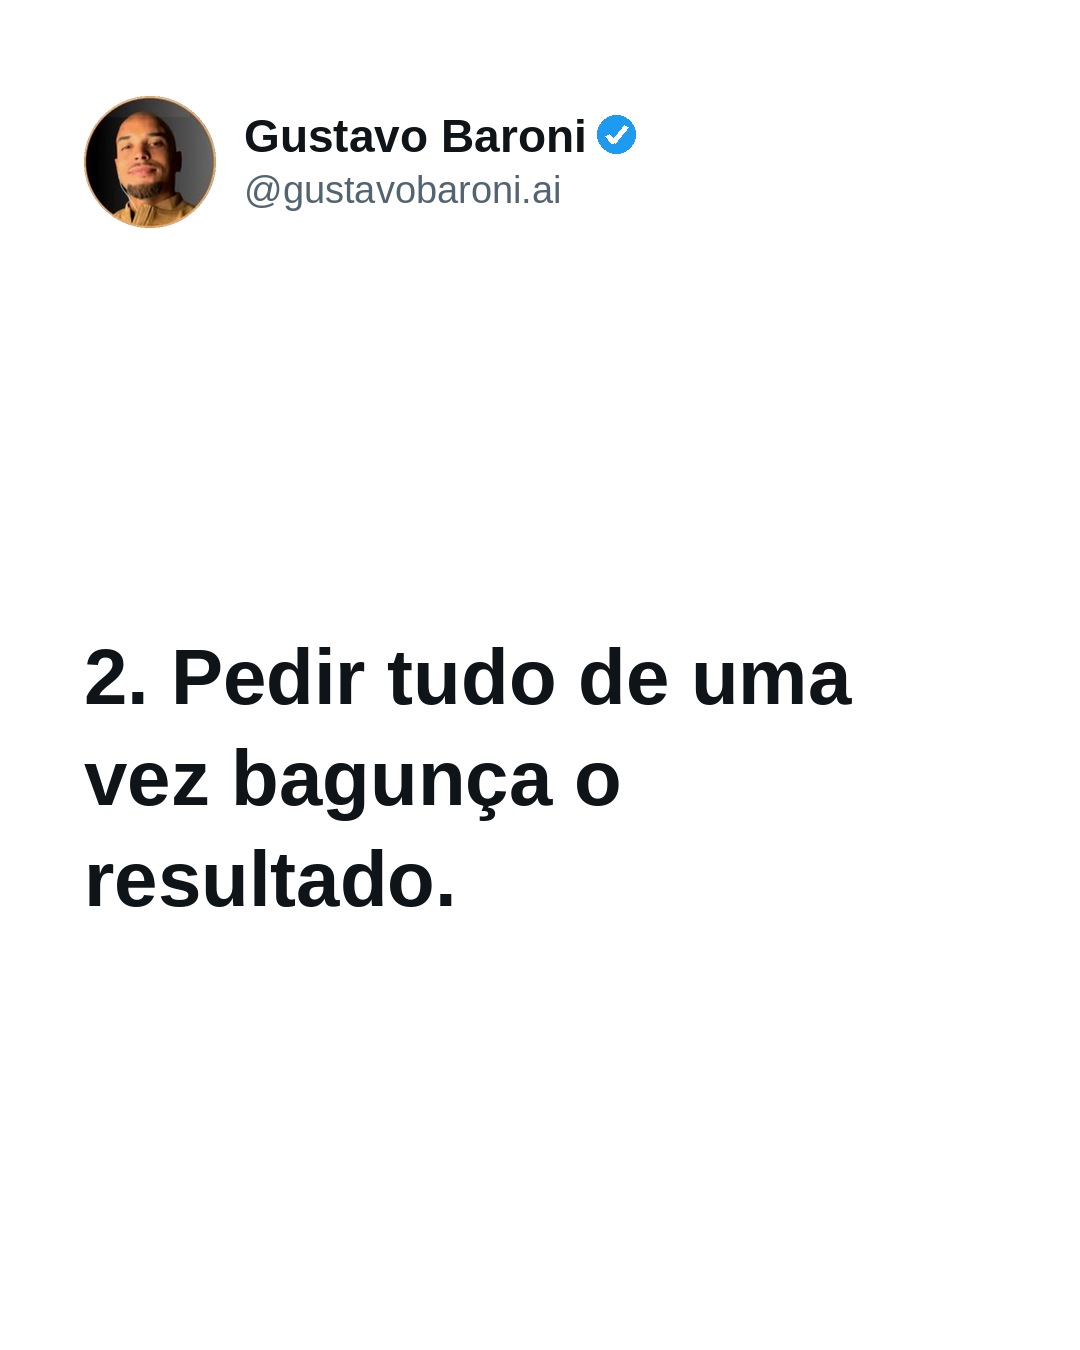 Gustavo Baroni
@gustavobaroni.ai
2. Pedir tudo de uma
vez bagunça o
resultado.